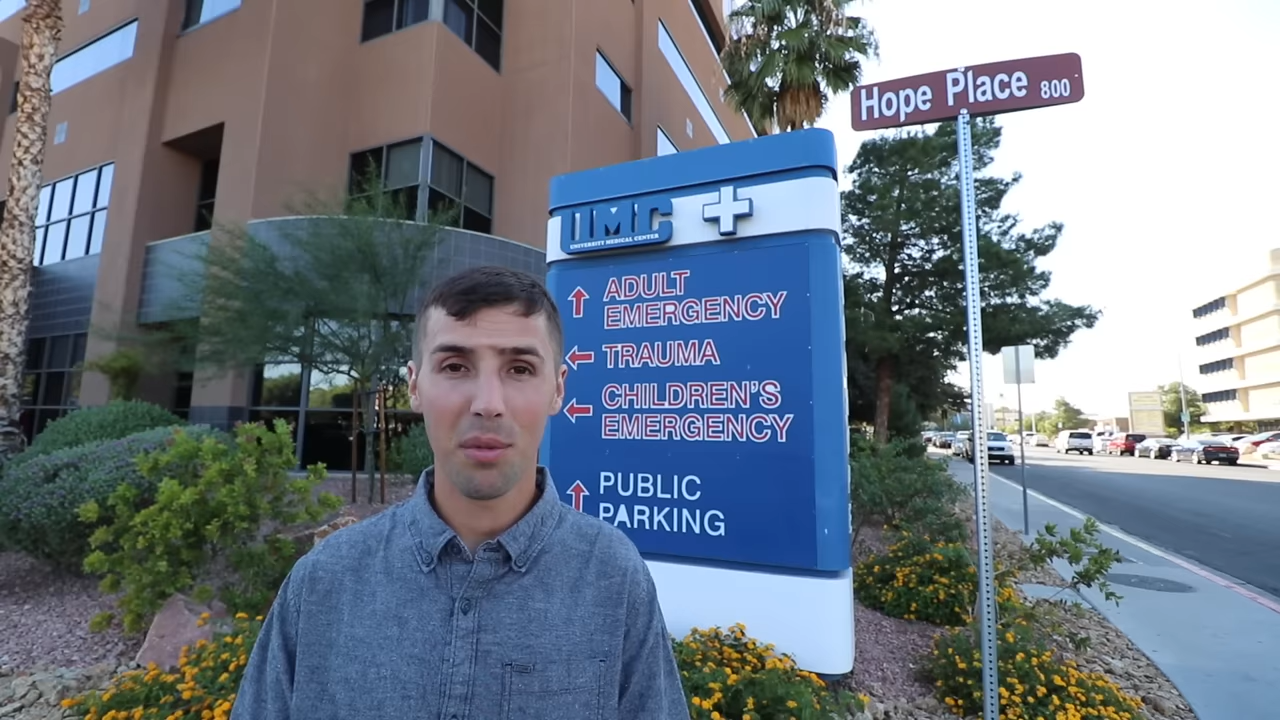 Hope Place 800
UMC
UNIVERSITY MEDICAL CENTER
ADULT
EMERGENCY
TRAUMA
CHILDREN'S
EMERGENCY
PUBLIC
PARKING